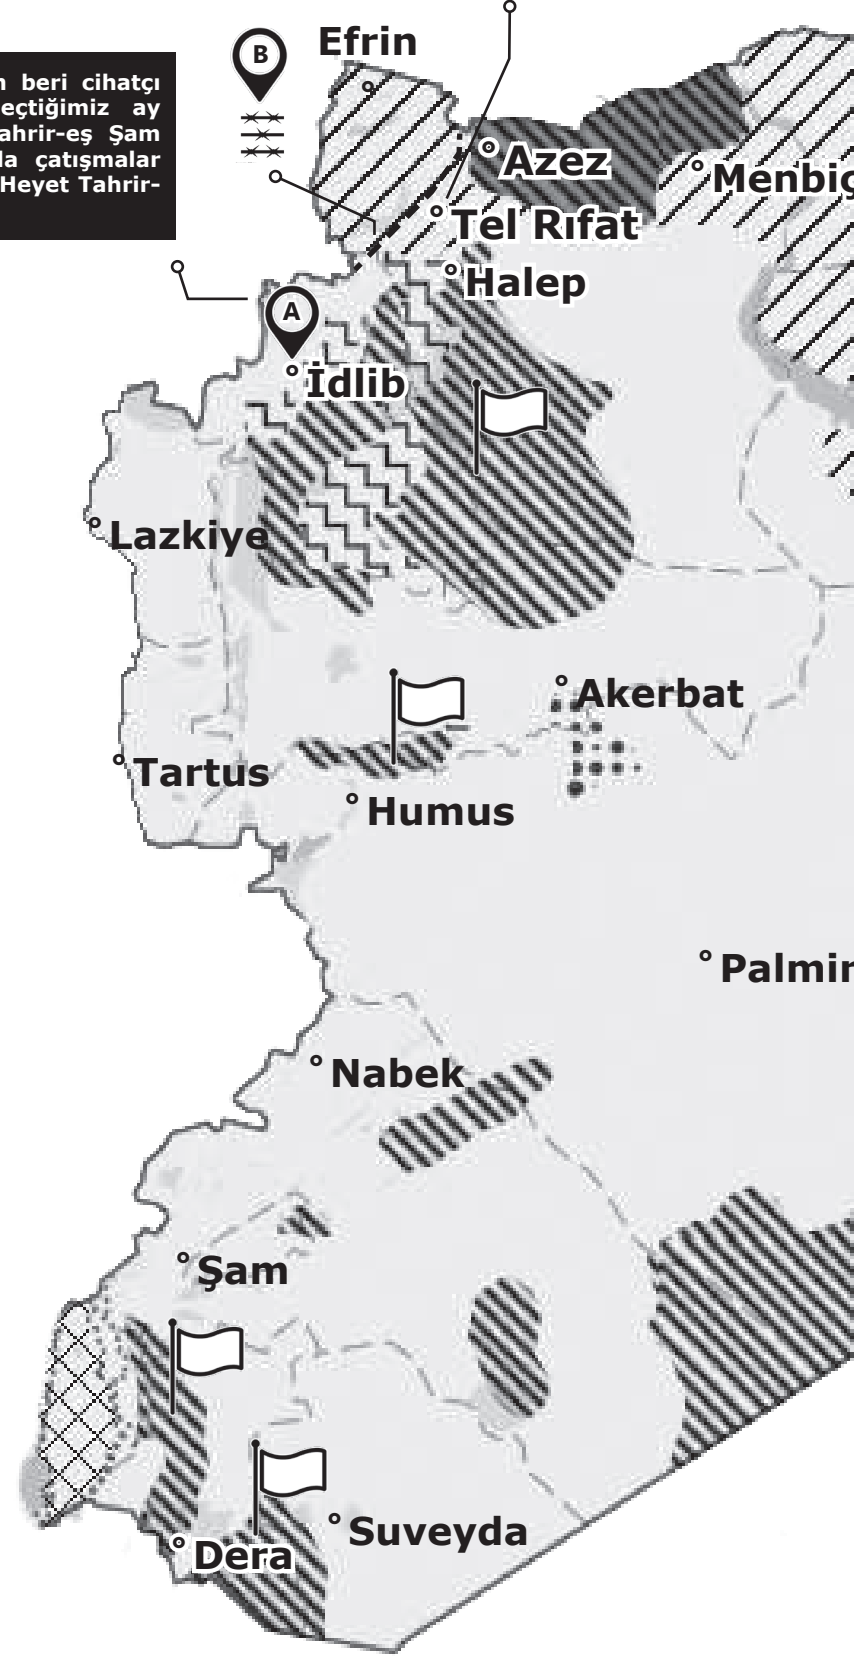 B
Efrin
beri cihatçı
eçtiğimiz ay
ahrir-eş Şam
da çatışmalar
Heyet Tahrir-
Azez
Menbiç
Tel Rıfat
Halep
A
İdlib
Lazkiye
Akerbat
Tartus
Humus
Palmir
Nabek
Şam
Suveyda
Dera